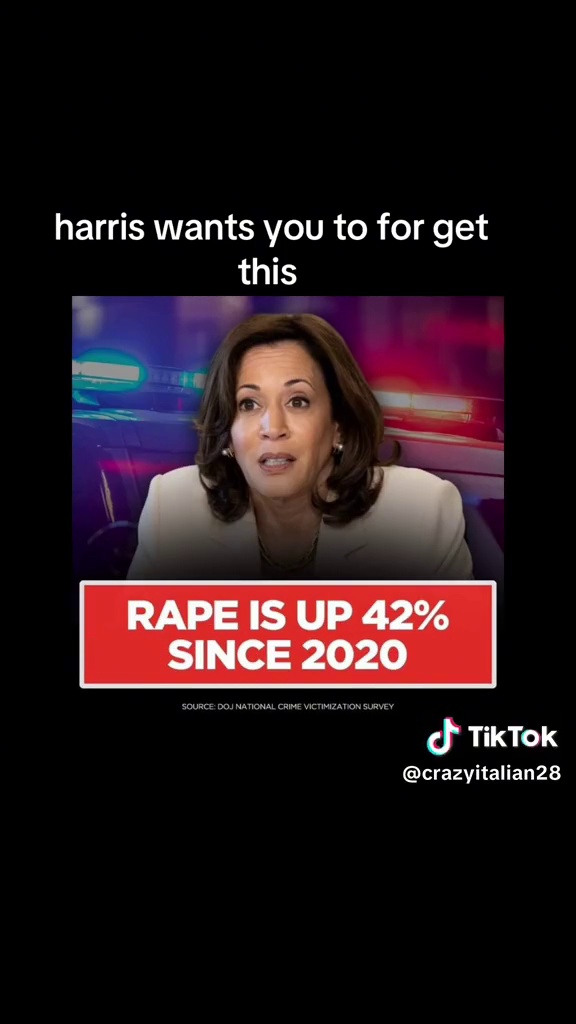 harris wants you to for get
this
RAPE IS UP 42%
SINCE 2020
SOURCE: DOJ NATIONAL CRIME VICTIMIZATION SURVEY
TikTok
@crazyitalian28